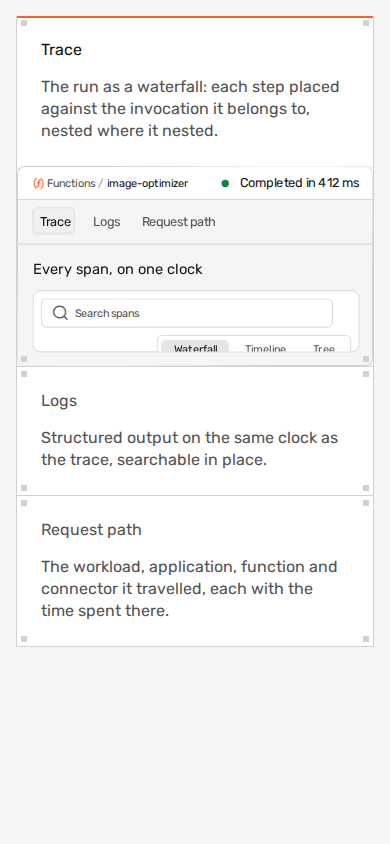 Trace
The run as a waterfall: each step placed
against the invocation it belongs to,
nested where it nested.
Functions / image-optimizer
Completed in 412 ms
Trace
Logs
Request path
Every span, on one clock
Search spans
Waterfall
Timeline
Tree
Logs
Structured output on the same clock as
the trace, searchable in place.
Request path
The workload, application, function and
connector it travelled, each with the
time spent there.